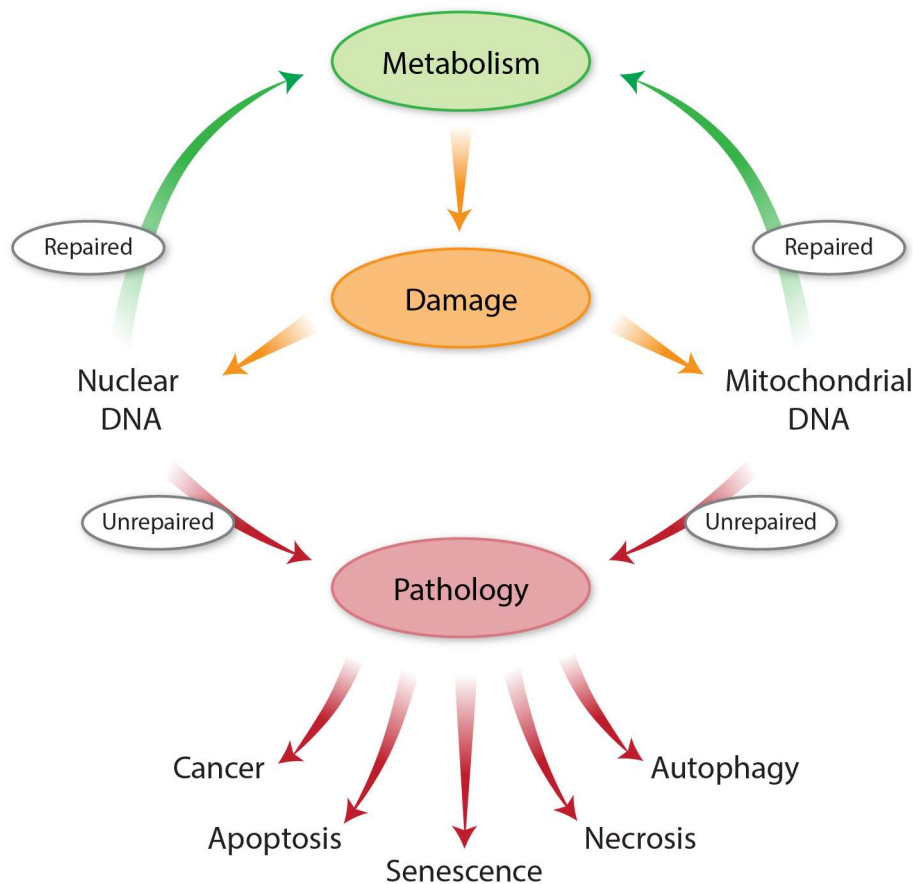 Metabolism
Repaired
Repaired
Damage
Nuclear
DNA
Mitochondrial
DNA
Unrepaired
Unrepaired
Pathology
Cancer
Autophagy
Apoptosis
Necrosis
Senescence